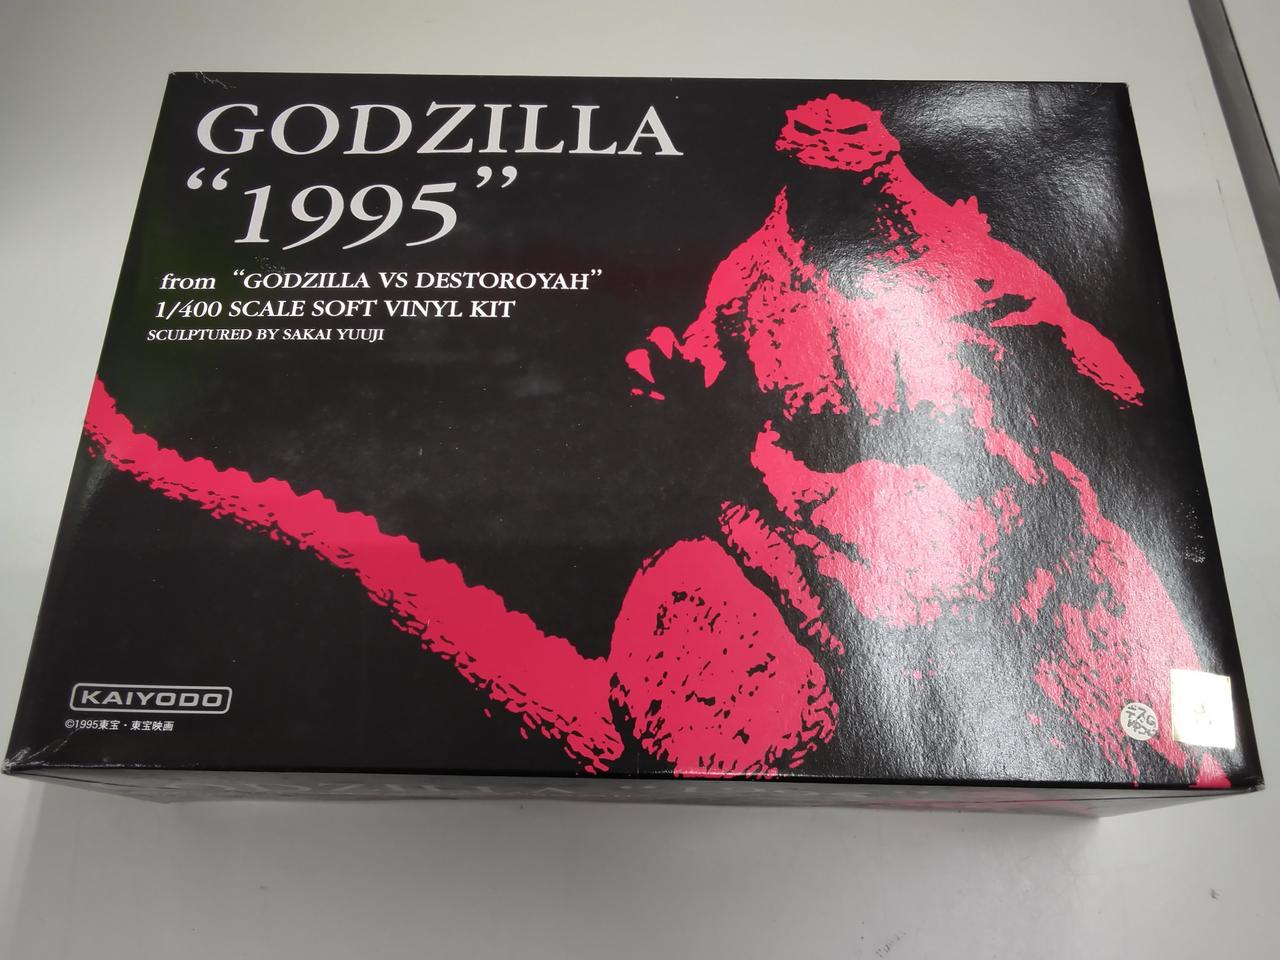 GODZILLA
“1995”
from “GODZILLA VS DESTOROYAH”
1/400 SCALE SOFT VINYL KIT
SCULPTURED BY SAKAI YUUJI
KAIYODO
©1995東宝・東宝映画